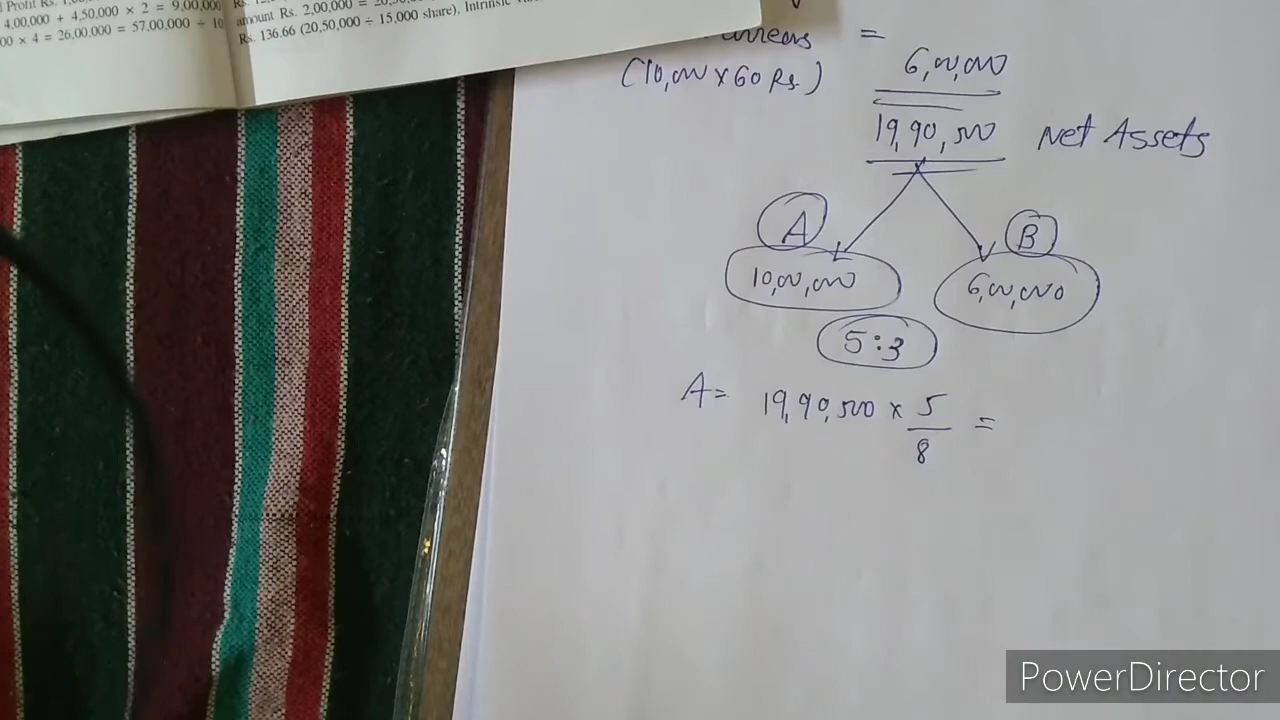 Profit Rs.
4,00,000 + 4,50,000 × 2 = 9,00,000
00 × 4 = 26,00,000 = 57,00,000 ÷ 10
amount Rs. 2,00,000 =
Rs. 136.66 (20,50,000 ÷ 15,000 share). Intrinsic
=
(10,000 × 60 Rs.) 6,00,000
19,90,500 Net Assets
A B
10,00,000 6,00,000
5:3
A = 19,90,500 × 5/8 =
PowerDirector